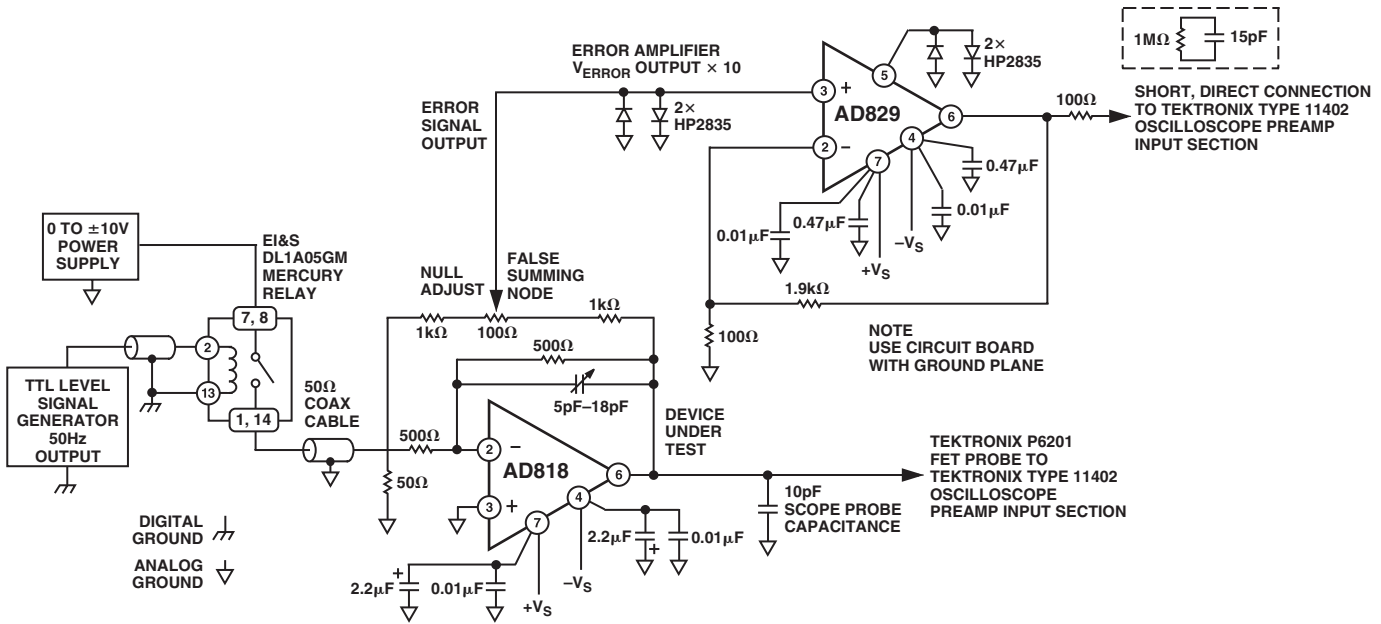 1MΩ
15pF
ERROR AMPLIFIER
VERROR OUTPUT × 10
2×
HP2835
5
3
+
AD829
6
2
−
4
7
100Ω
SHORT, DIRECT CONNECTION
TO TEKTRONIX TYPE 11402
OSCILLOSCOPE PREAMP
INPUT SECTION
ERROR
SIGNAL
OUTPUT
2×
HP2835
0.47µF
0.01µF
0.47µF
0.01µF
+VS
−VS
0 TO ±10V
POWER
SUPPLY
EI&S
DL1A05GM
MERCURY
RELAY
7, 8
2
13
1, 14
NULL
ADJUST
FALSE
SUMMING
NODE
1kΩ
100Ω
1kΩ
1.9kΩ
100Ω
NOTE
USE CIRCUIT BOARD
WITH GROUND PLANE
TTL LEVEL
SIGNAL
GENERATOR
50Hz
OUTPUT
50Ω
COAX
CABLE
500Ω
5pF–18pF
500Ω
50Ω
2
−
AD818
6
3
+
4
7
DEVICE
UNDER
TEST
TEKTRONIX P6201
FET PROBE TO
TEKTRONIX TYPE 11402
OSCILLOSCOPE
PREAMP INPUT SECTION
10pF
SCOPE PROBE
CAPACITANCE
2.2µF
+
0.01µF
+
2.2µF
0.01µF
+VS
−VS
DIGITAL
GROUND
ANALOG
GROUND